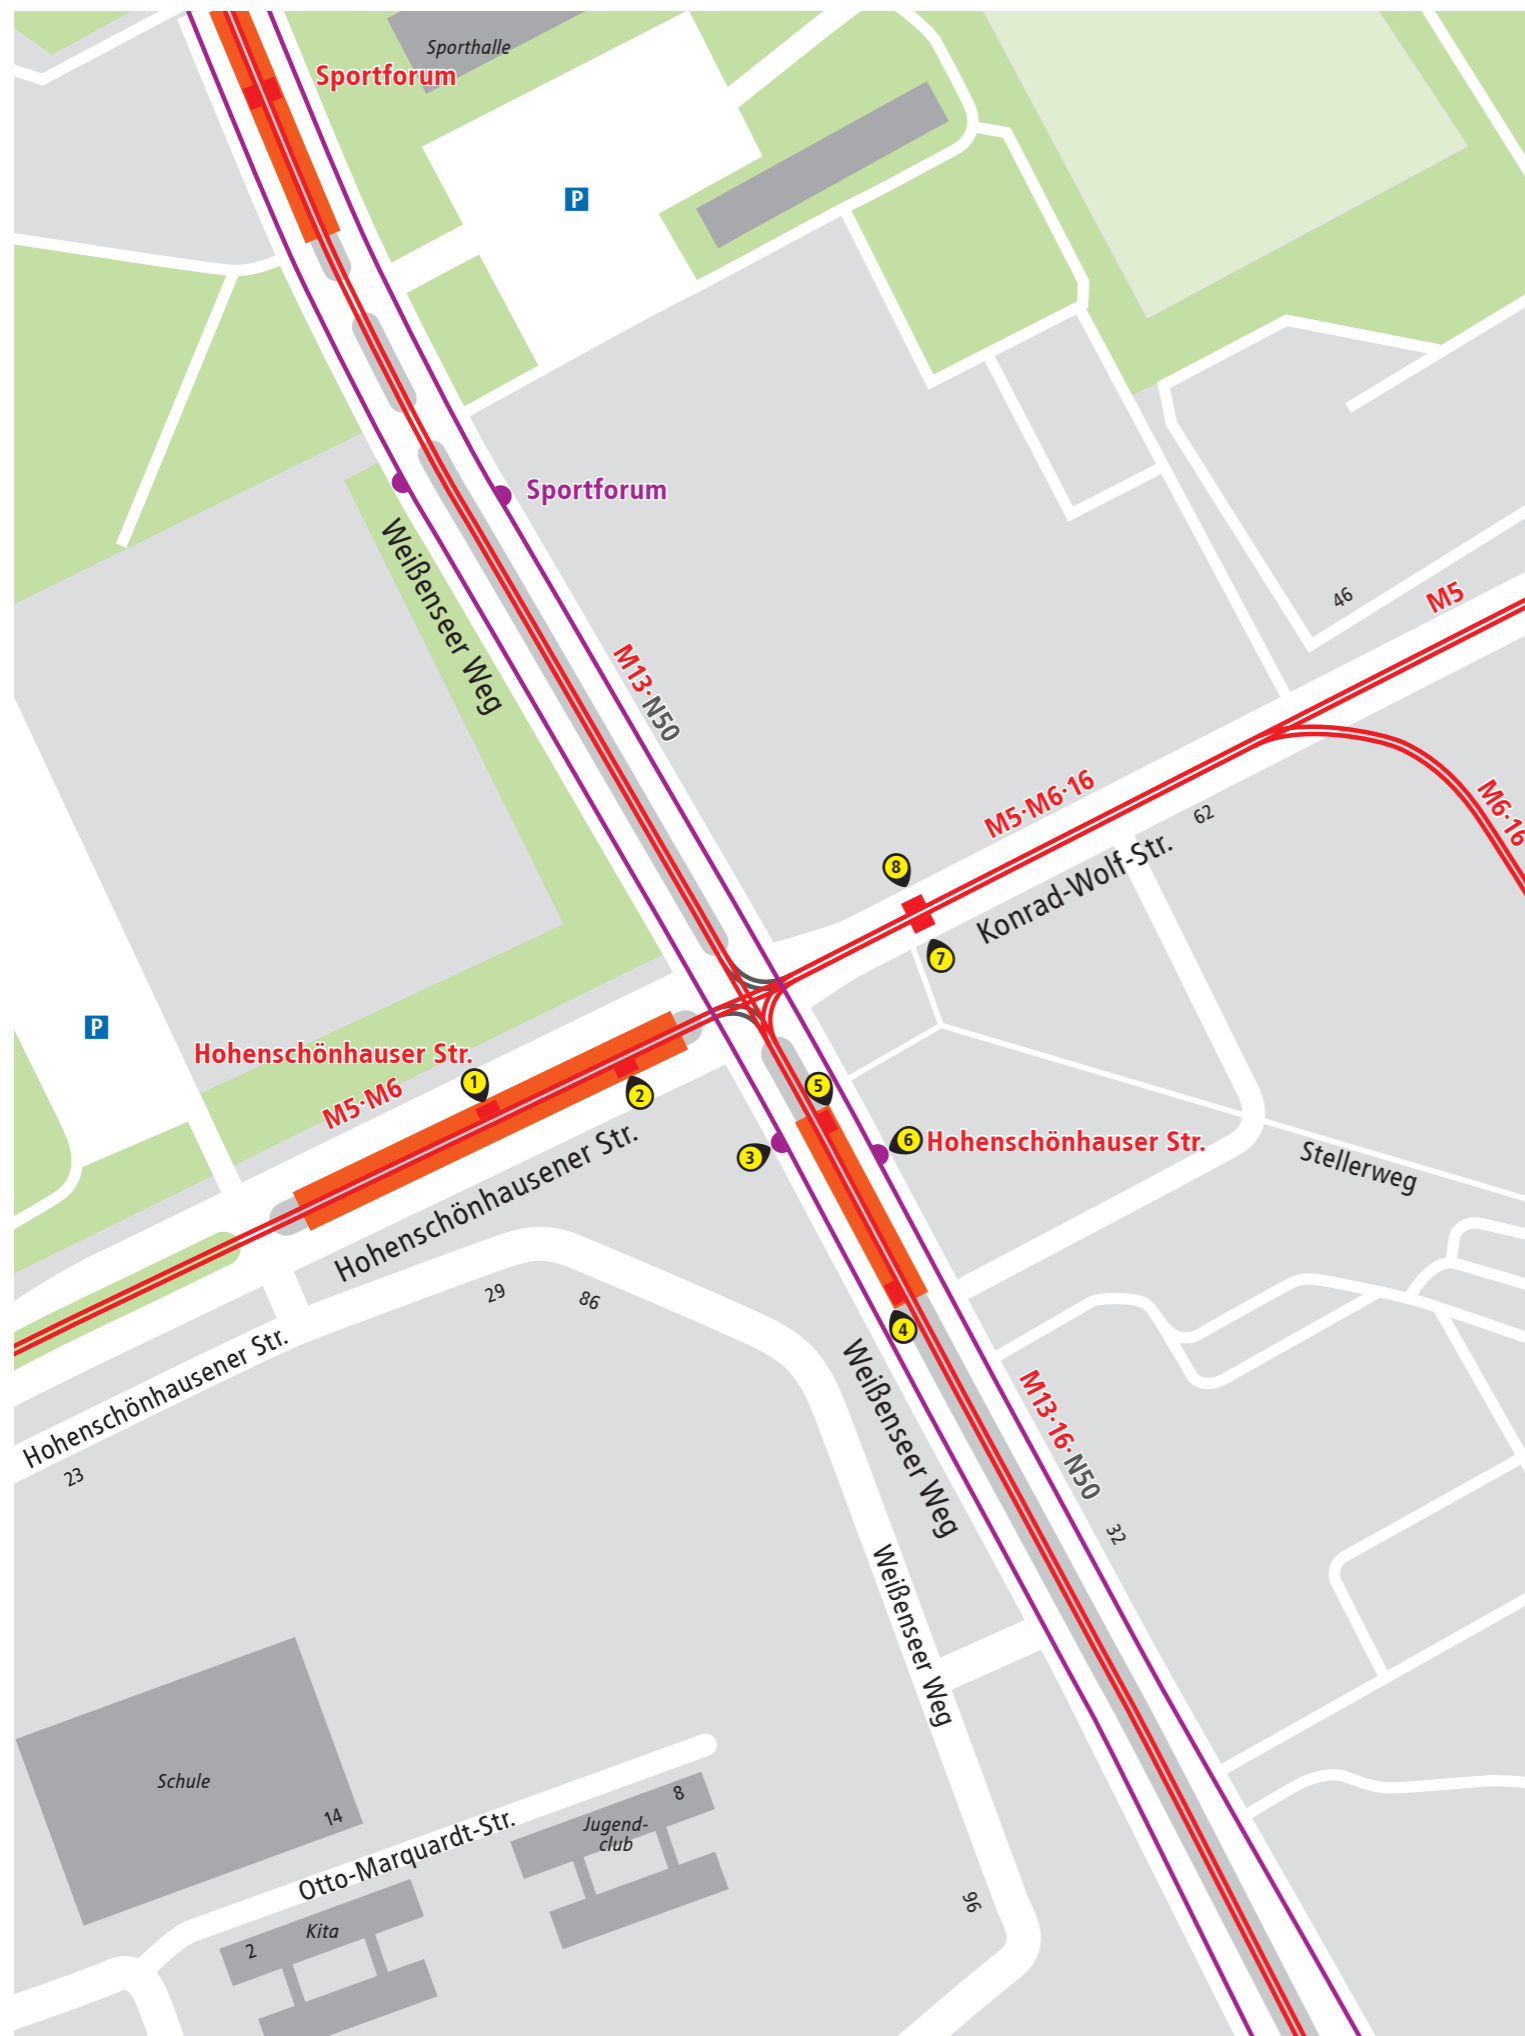 Sporthalle
Sportforum
P
Sportforum
Weißenseer Weg
M13·N50
46
M5
M5·M6·16
M6·16
62
8
Konrad-Wolf-Str.
7
P
Hohenschönhauser Str.
M5·M6
1
2
5
3
6
Hohenschönhauser Str.
Hohenschönhausener Str.
Stellerweg
29
86
4
Hohenschönhausener Str.
23
Weißenseer Weg
M13·16·N50
32
Weißenseer Weg
Schule
14
Otto-Marquardt-Str.
8
Jugend-
club
96
Kita
2